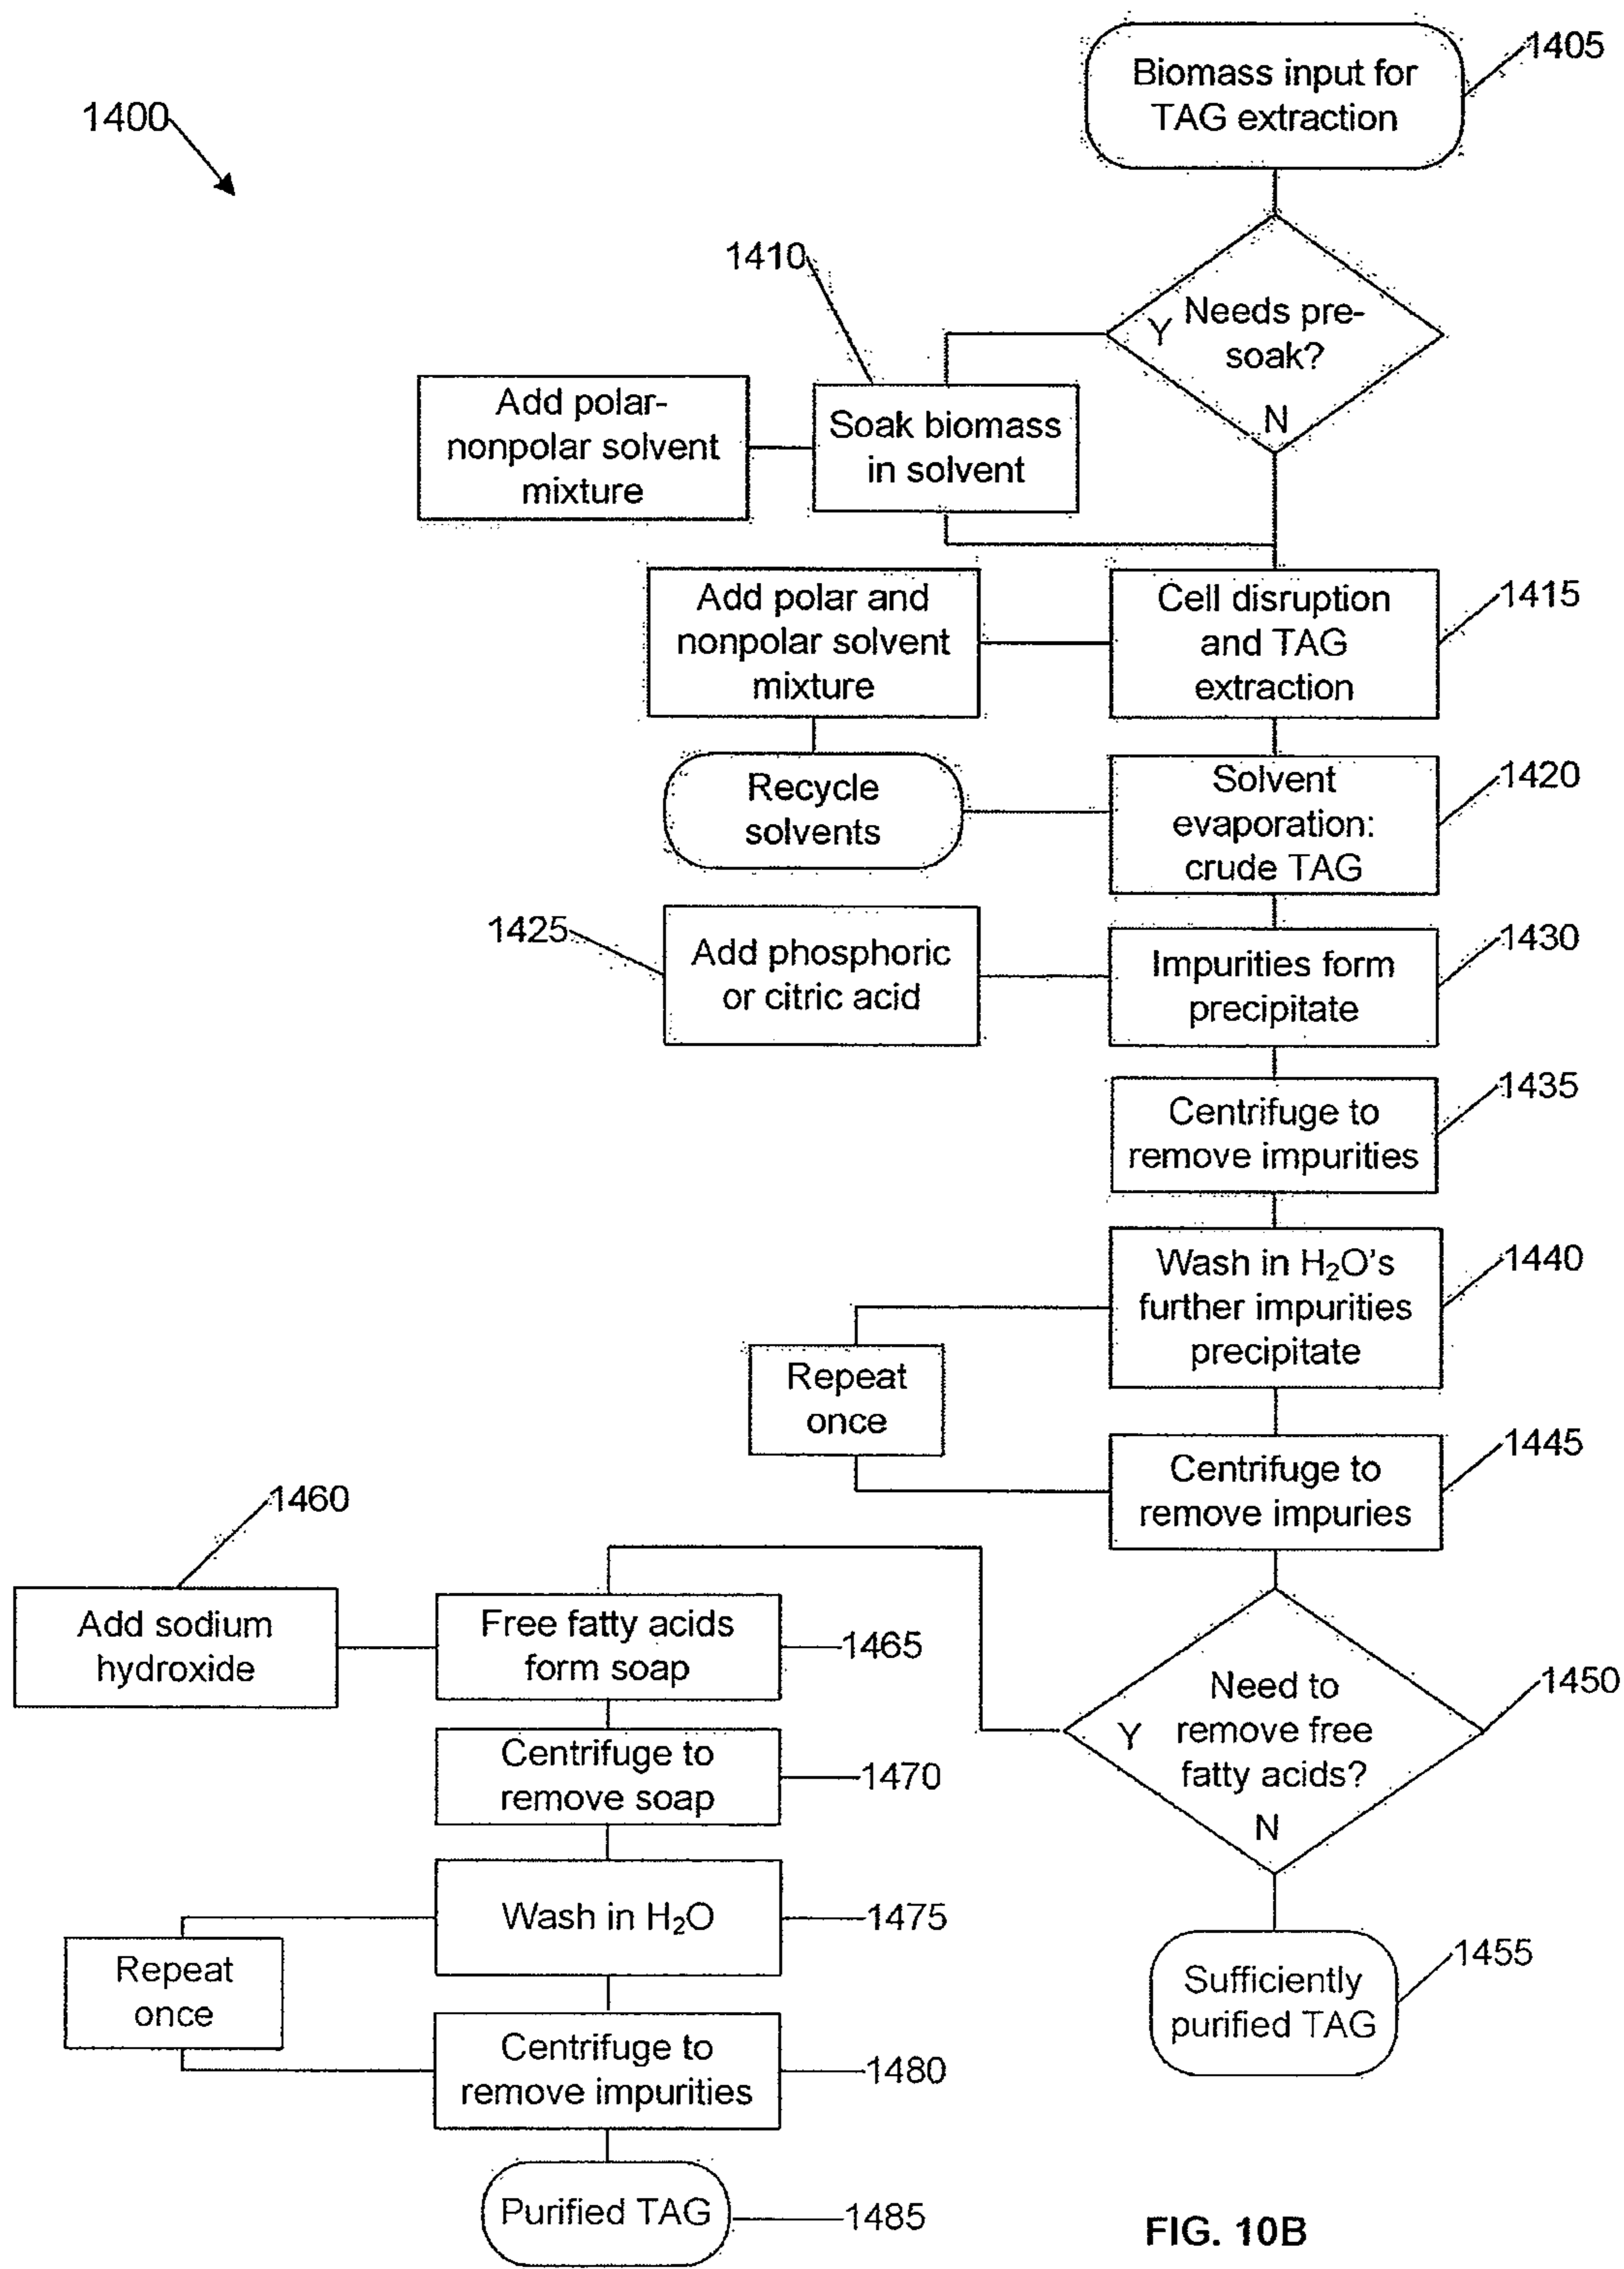 1400
Biomass input for
TAG extraction
1405
Needs pre-
soak?
Y
N
1410
Add polar-
nonpolar solvent
mixture
Soak biomass
in solvent
Add polar and
nonpolar solvent
mixture
Cell disruption
and TAG
extraction
1415
Recycle
solvents
Solvent
evaporation:
crude TAG
1420
1425
Add phosphoric
or citric acid
Impurities form
precipitate
1430
Centrifuge to
remove impurities
1435
Wash in H₂O's
further impurities
precipitate
1440
Repeat
once
Centrifuge to
remove impuries
1445
Need to
remove free
fatty acids?
Y
N
1450
Sufficiently
purified TAG
1455
1460
Add sodium
hydroxide
Free fatty acids
form soap
1465
Centrifuge to
remove soap
1470
Wash in H₂O
1475
Repeat
once
Centrifuge to
remove impurities
1480
Purified TAG
1485
FIG. 10B